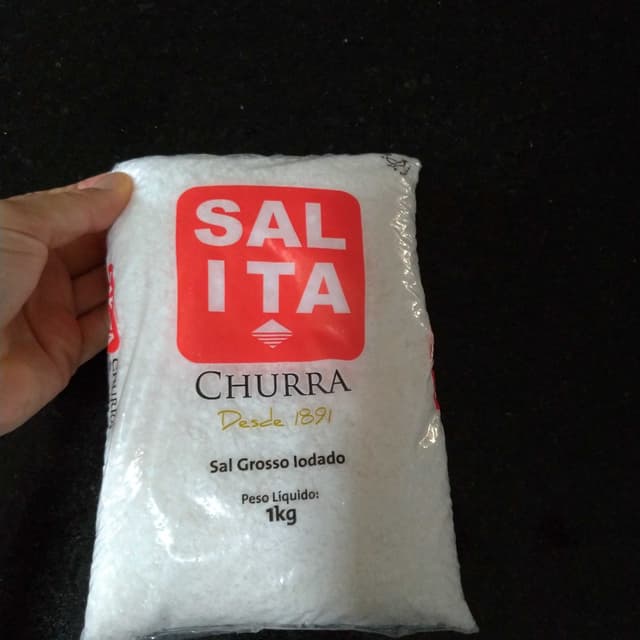 SAL
ITA
CHURRA
Desde 1891
Sal Grosso Iodado
Peso Líquido:
1kg